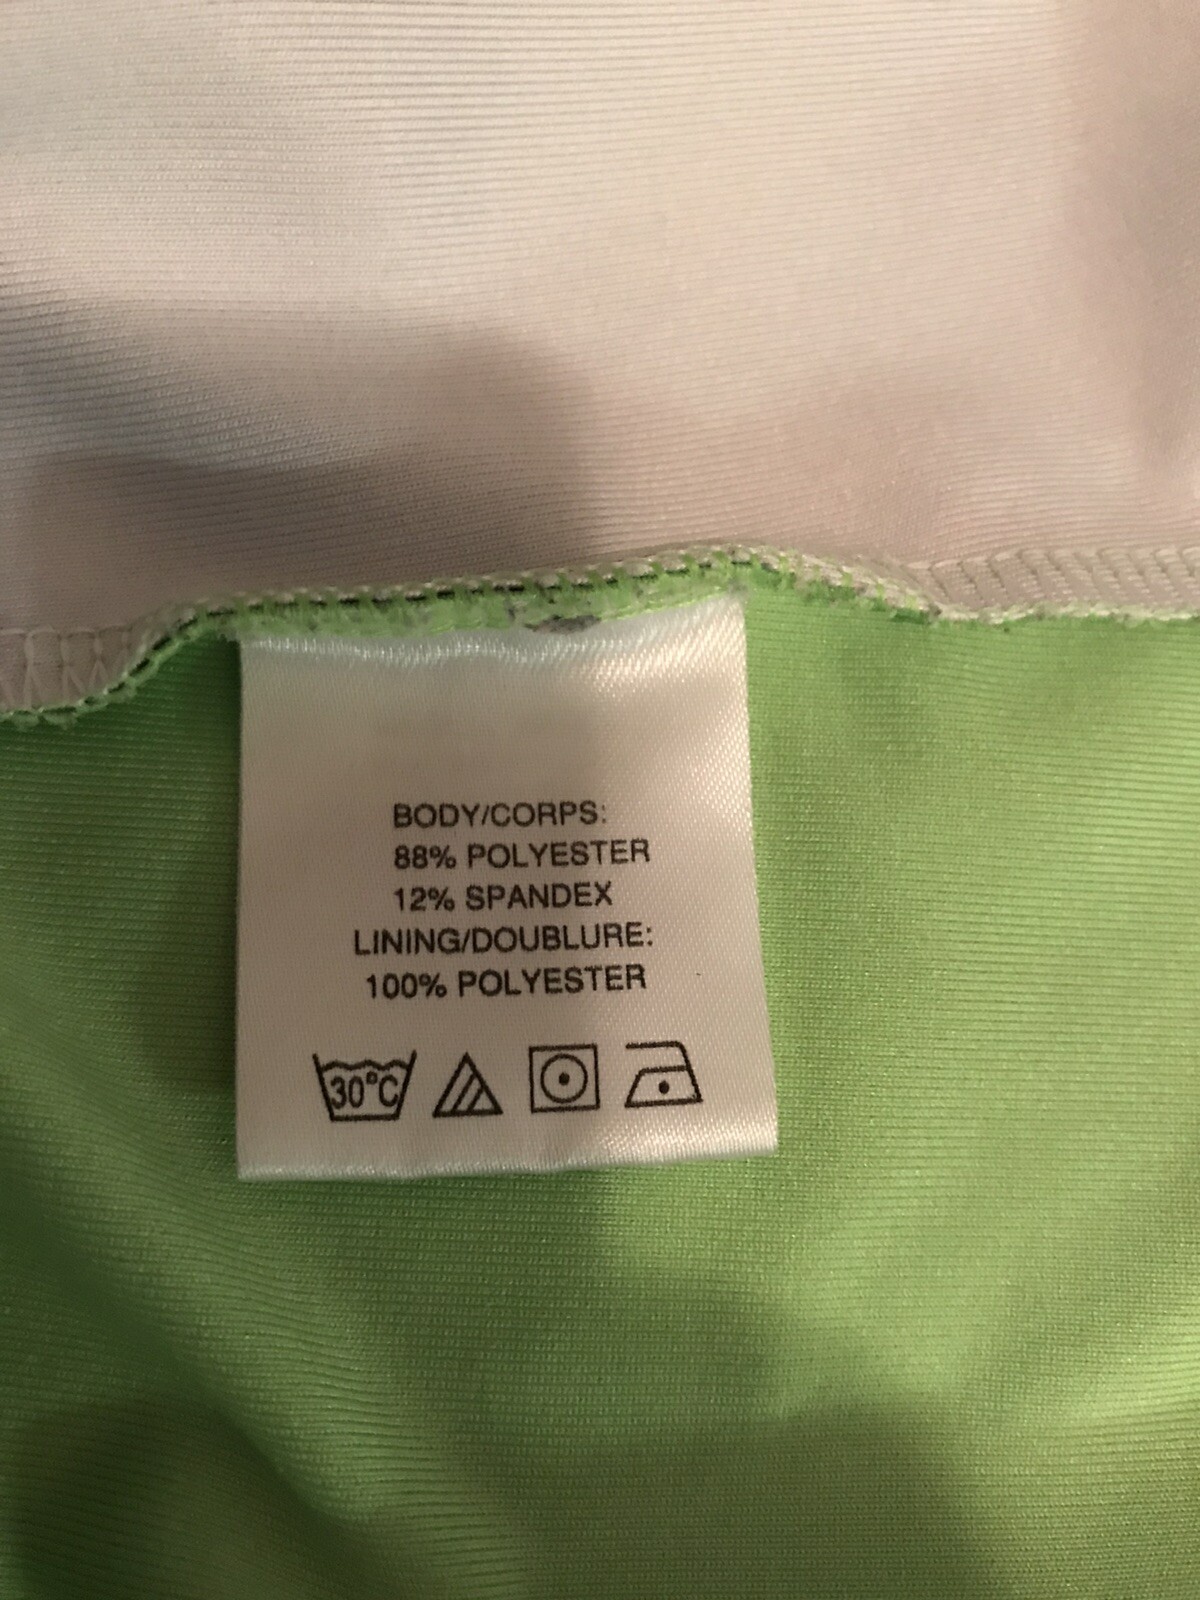 BODY/CORPS:
88% POLYESTER
12% SPANDEX
LINING/DOUBLURE:
100% POLYESTER
30°C